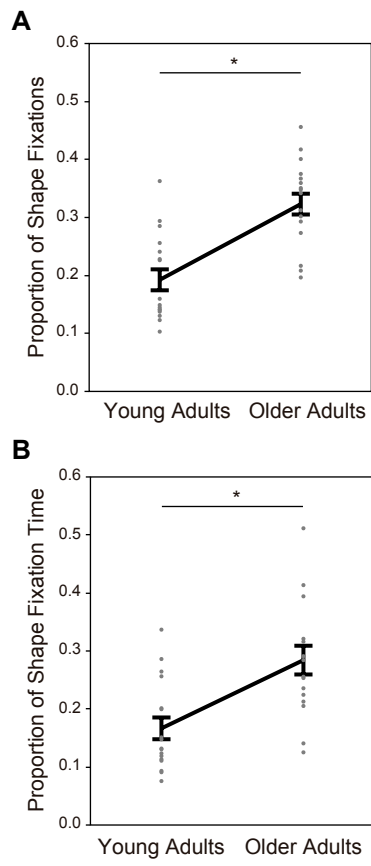 A
Proportion of Shape Fixations
0.6
0.5
0.4
0.3
0.2
0.1
0.0
*
Young Adults Older Adults
B
Proportion of Shape Fixation Time
0.6
0.5
0.4
0.3
0.2
0.1
0.0
*
Young Adults Older Adults